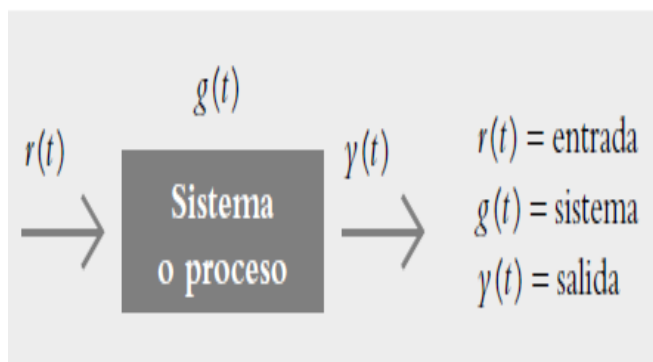 g(t)
r(t)
γ(t)
Sistema
o proceso
r(t) = entrada
g(t) = sistema
γ(t) = salida